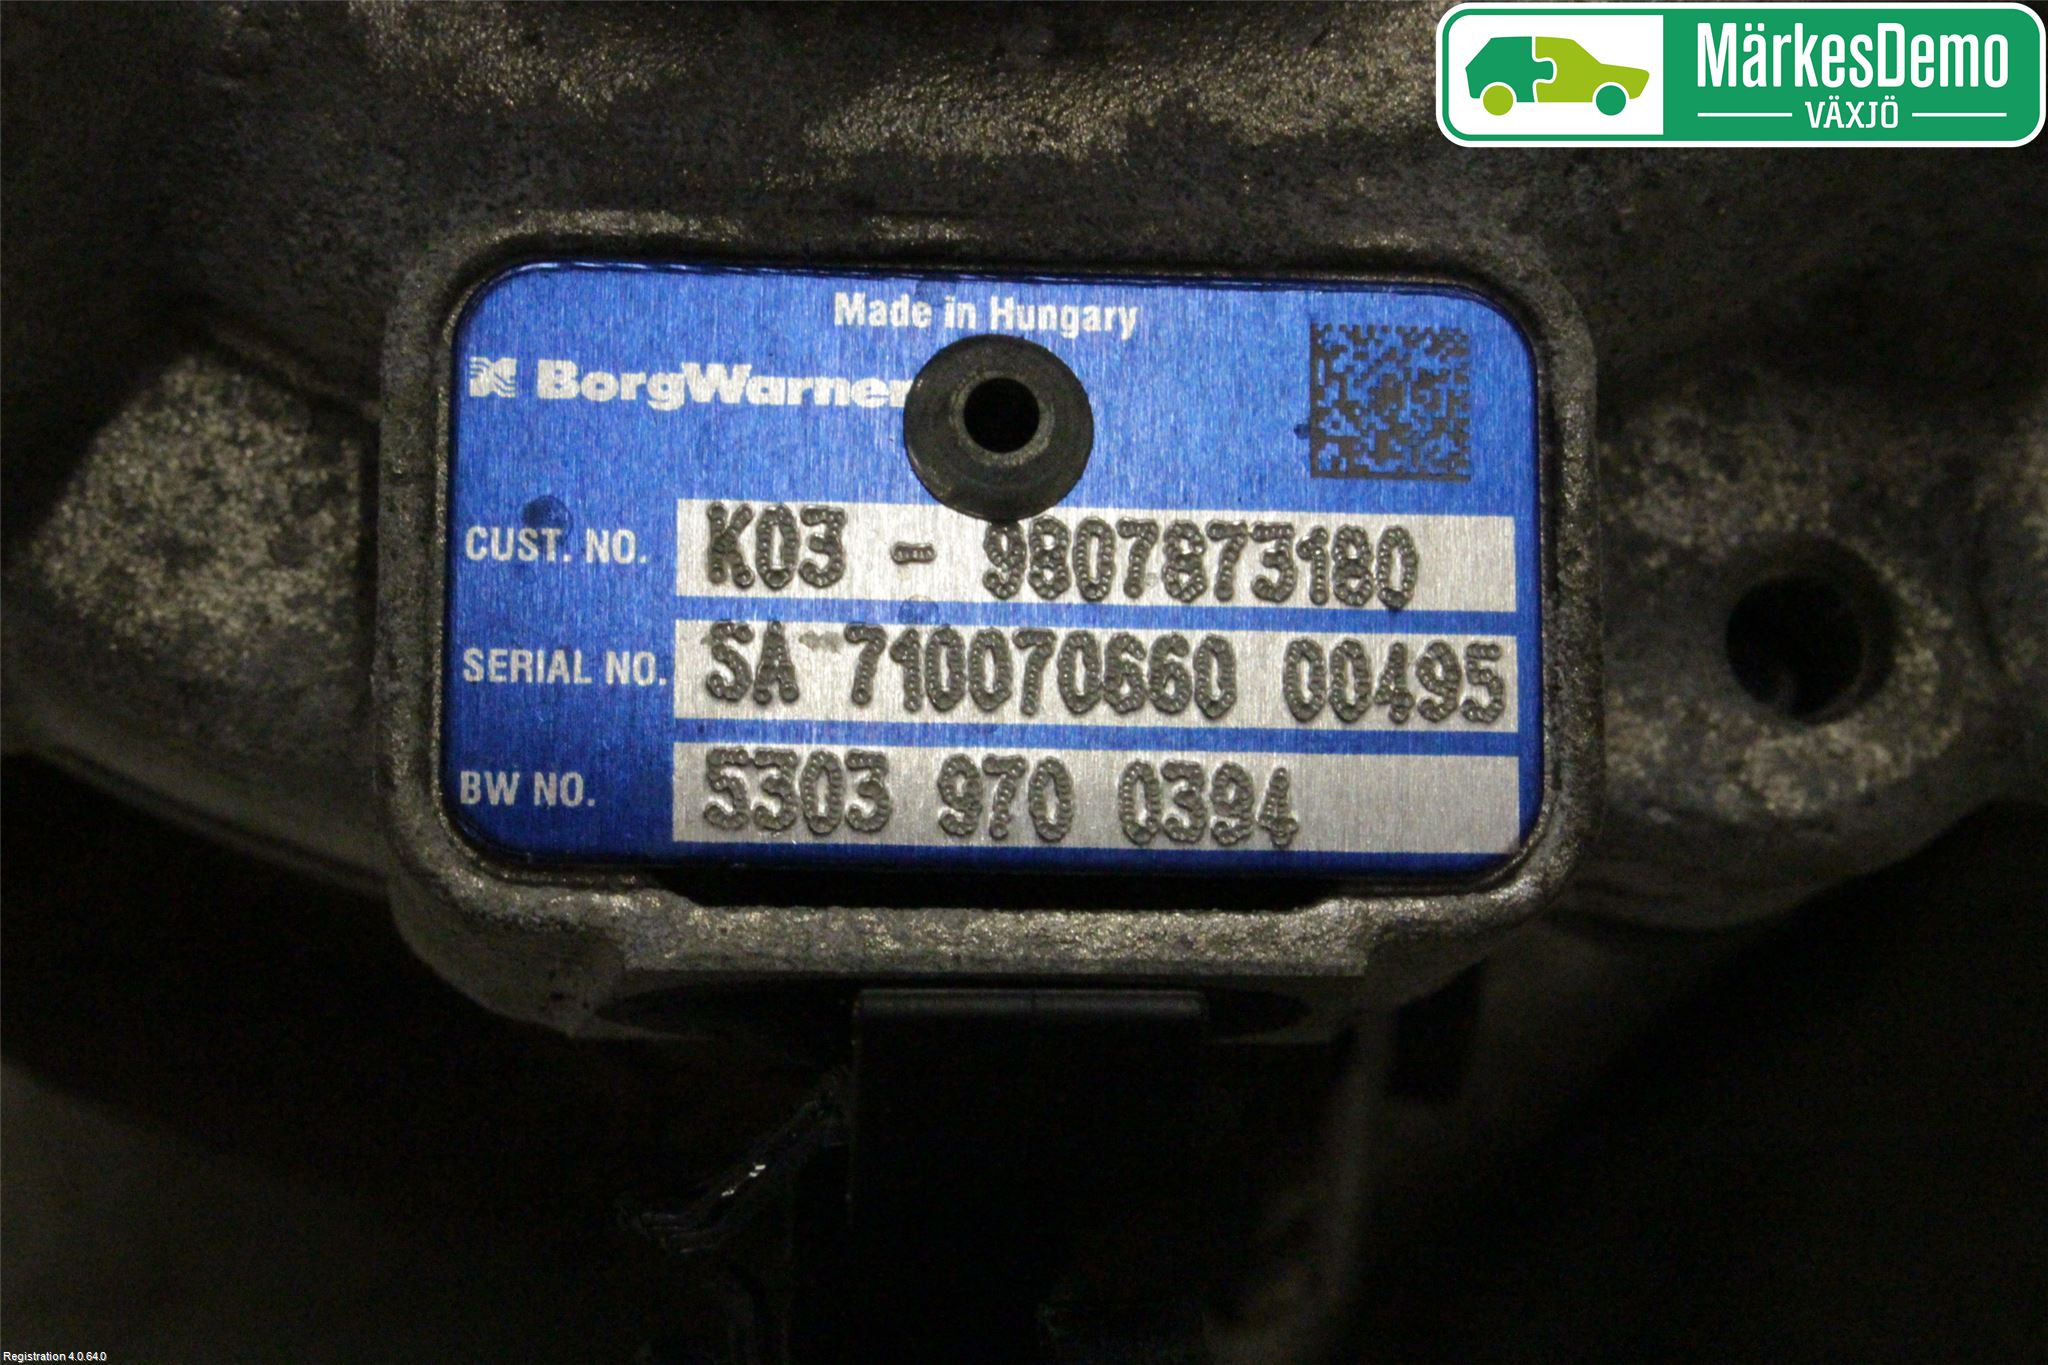 MärkesDemo
VÄXJÖ
Made in Hungary
BorgWarner
CUST. NO. K03 - 9807873180
SERIAL NO. SA 710070660 00495
BW NO. 5303 970 0394
Registration 4.0.64.0